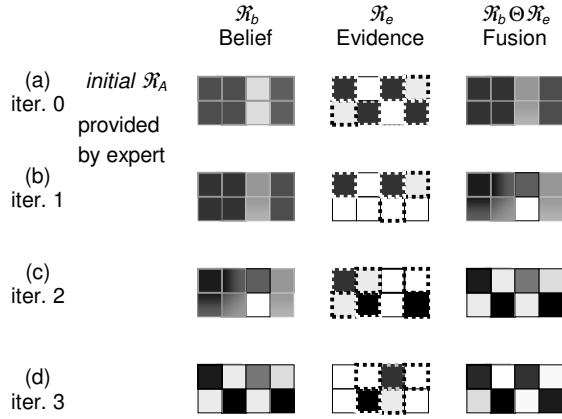 ℜb ℜe ℜb Θ ℜe
Belief Evidence Fusion
(a) initial ℜA
iter. 0 provided
by expert
(b)
iter. 1
(c)
iter. 2
(d)
iter. 3